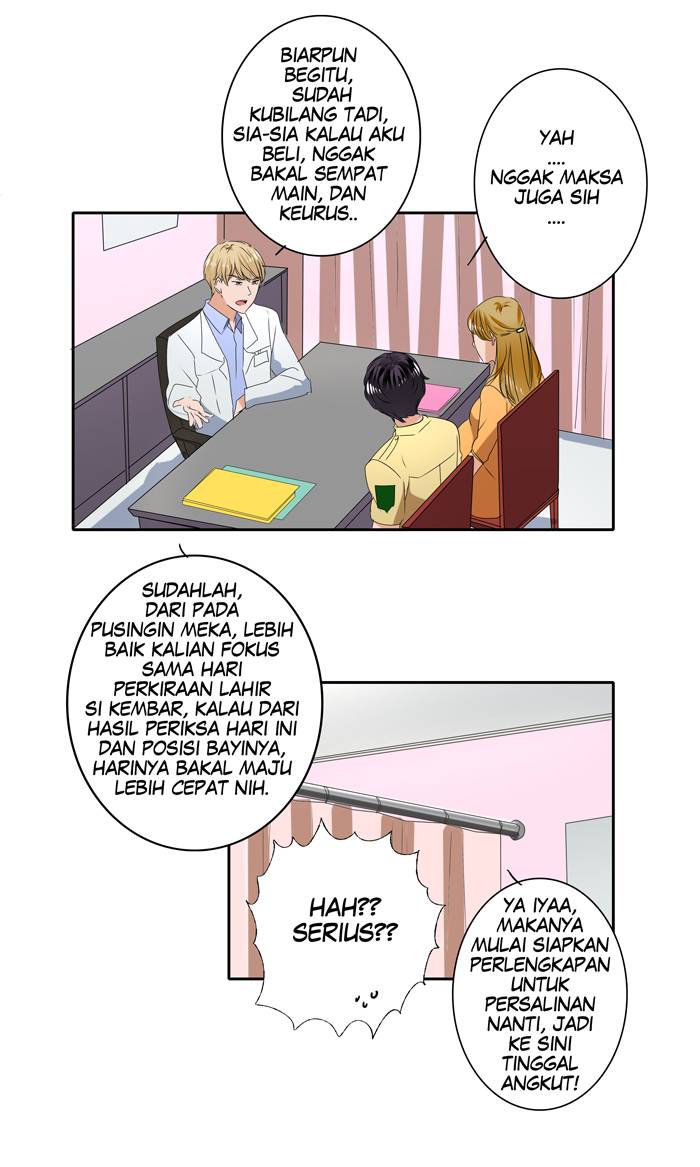 BIARPUN
BEGITU,
SUDAH
KUBILANG TADI,
SIA-SIA KALAU AKU
BELI, NGGAK
BAKAL SEMPAT
MAIN, DAN
KEURUS..
YAH
....
NGGAK MAKSA
JUGA SIH
....
SUDAHLAH,
DARI PADA
PUSINGIN MEKA, LEBIH
BAIK KALIAN FOKUS
SAMA HARI
PERKIRAAN LAHIR
SI KEMBAR, KALAU DARI
HASIL PERIKSA HARI INI
DAN POSISI BAYINYA,
HARINYA BAKAL MAJU
LEBIH CEPAT NIH.
HAH??
SERIUS??
YA IYAA,
MAKANYA
MULAI SIAPKAN
PERLENGKAPAN
UNTUK
PERSALINAN
NANTI, JADI
KE SINI
TINGGAL
ANGKUT!